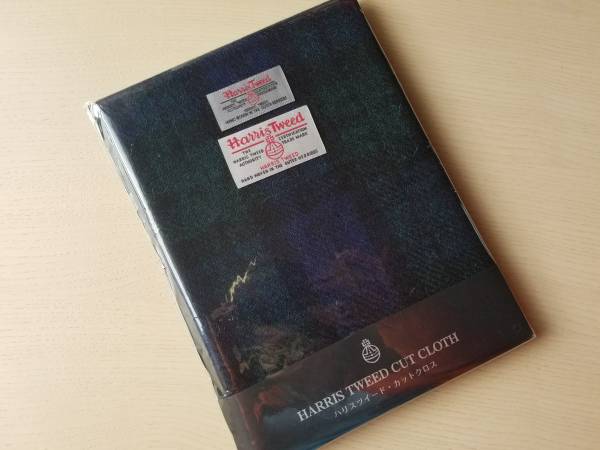 Harris Tweed
Harris Tweed
THE
HARRIS TWEED
AUTHORITY
CERTIFICATION
TRADE MARK
HARRIS TWEED
HAND WOVEN IN THE OUTER HEBRIDES
HARRIS TWEED CUT CLOTH
ハリスツイード・カットクロス